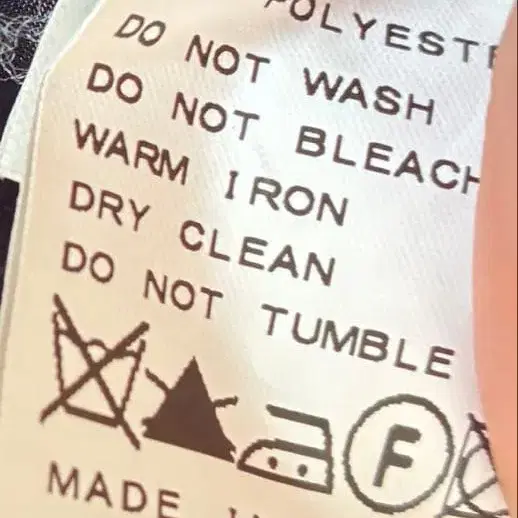 DO NOT WASH
DO NOT BLEACH
WARM IRON
DRY CLEAN
DO NOT TUMBLE
F
MADE